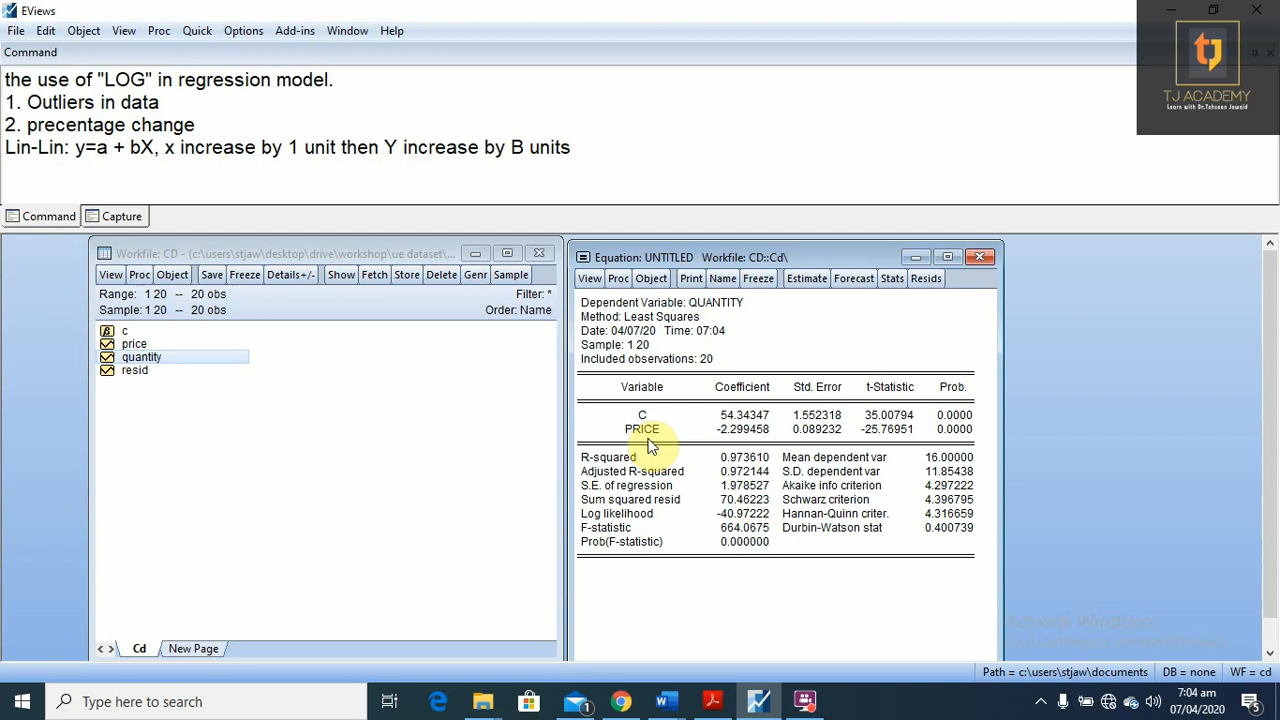 EViews
File Edit Object View Proc Quick Options Add-ins Window Help
Command
the use of "LOG" in regression model.
1. Outliers in data
2. precentage change
Lin-Lin: y=a + bX, x increase by 1 unit then Y increase by B units
TJ ACADEMY
Learn with Dr.Tehseen Jawaid
Command Capture
Workfile: CD - (c:\users\stjaw\desktop\drive\workshop\ue dataset\...
View Proc Object Save Freeze Details+/- Show Fetch Store Delete Genr Sample
Range: 1 20 -- 20 obs Filter: *
Sample: 1 20 -- 20 obs Order: Name
c
price
quantity
resid
Cd New Page
Equation: UNTITLED Workfile: CD::Cd\
View Proc Object Print Name Freeze Estimate Forecast Stats Resids
Dependent Variable: QUANTITY
Method: Least Squares
Date: 04/07/20 Time: 07:04
Sample: 1 20
Included observations: 20
Variable Coefficient Std. Error t-Statistic Prob.
C 54.34347 1.552318 35.00794 0.0000
PRICE -2.299458 0.089232 -25.76951 0.0000
R-squared 0.973610 Mean dependent var 16.00000
Adjusted R-squared 0.972144 S.D. dependent var 11.85438
S.E. of regression 1.978527 Akaike info criterion 4.297222
Sum squared resid 70.46223 Schwarz criterion 4.396795
Log likelihood -40.97222 Hannan-Quinn criter. 4.316659
F-statistic 664.0675 Durbin-Watson stat 0.400739
Prob(F-statistic) 0.000000
Activate Windows
Path = c:\users\stjaw\documents DB = none WF = cd
Type here to search
1
7:04 am
07/04/2020
5